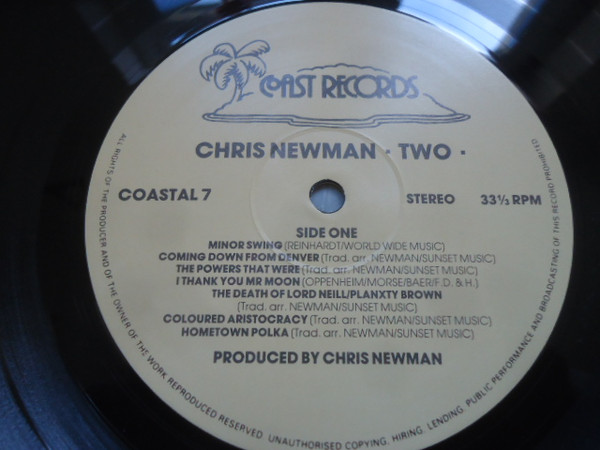 COAST RECORDS
CHRIS NEWMAN · TWO ·
COASTAL 7
STEREO 33⅓ RPM
SIDE ONE
MINOR SWING (REINHARDT/WORLD WIDE MUSIC)
COMING DOWN FROM DENVER (Trad. arr. NEWMAN/SUNSET MUSIC)
THE POWERS THAT WERE (Trad. arr. NEWMAN/SUNSET MUSIC)
I THANK YOU MR MOON (OPPENHEIM/MORSE/BAER/F.D. & H.)
THE DEATH OF LORD NEILL/PLANXTY BROWN
(Trad. arr. NEWMAN/SUNSET MUSIC)
COLOURED ARISTOCRACY (Trad. arr. NEWMAN/SUNSET MUSIC)
HOMETOWN POLKA (Trad. arr. NEWMAN/SUNSET MUSIC)
PRODUCED BY CHRIS NEWMAN
ALL RIGHTS OF THE PRODUCER AND OF THE OWNER OF THE WORK REPRODUCED RESERVED. UNAUTHORISED COPYING, HIRING, LENDING, PUBLIC PERFORMANCE AND BROADCASTING OF THIS RECORD PROHIBITED